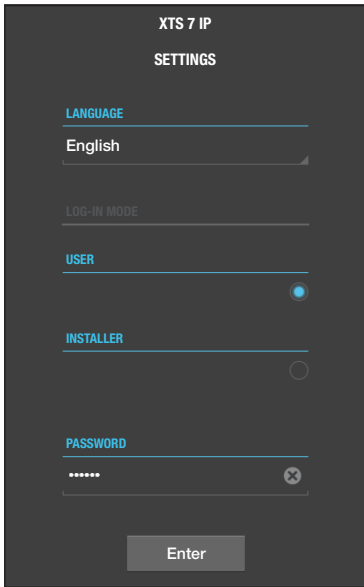 XTS 7 IP
SETTINGS
LANGUAGE
English
LOG-IN MODE
USER
INSTALLER
PASSWORD
••••••
Enter